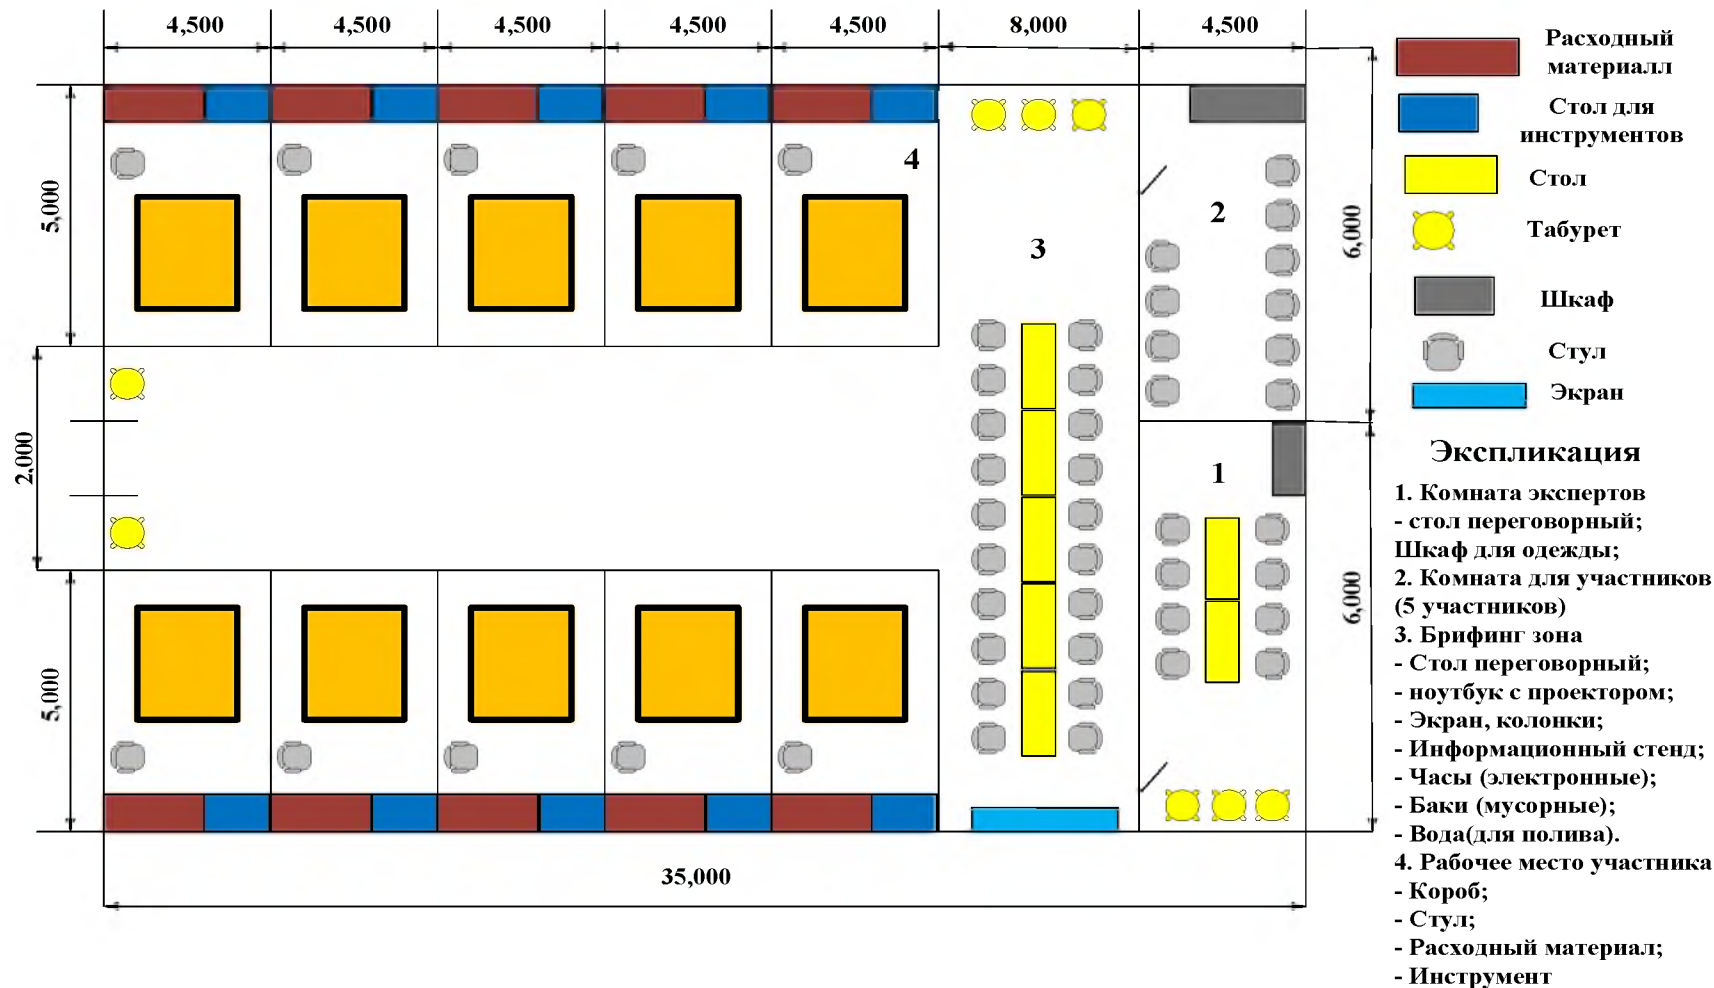 4,500 4,500 4,500 4,500 4,500 8,000 4,500
5,000
2,000
5,000
4
3
2
1
6,000
6,000
35,000
Расходный
материалл
Стол для
инструментов
Стол
Табурет
Шкаф
Стул
Экран
Экспликация
1. Комната экспертов
- стол переговорный;
Шкаф для одежды;
2. Комната для участников
(5 участников)
3. Брифинг зона
- Стол переговорный;
- ноутбук с проектором;
- Экран, колонки;
- Информационный стенд;
- Часы (электронные);
- Баки (мусорные);
- Вода(для полива).
4. Рабочее место участника
- Короб;
- Стул;
- Расходный материал;
- Инструмент